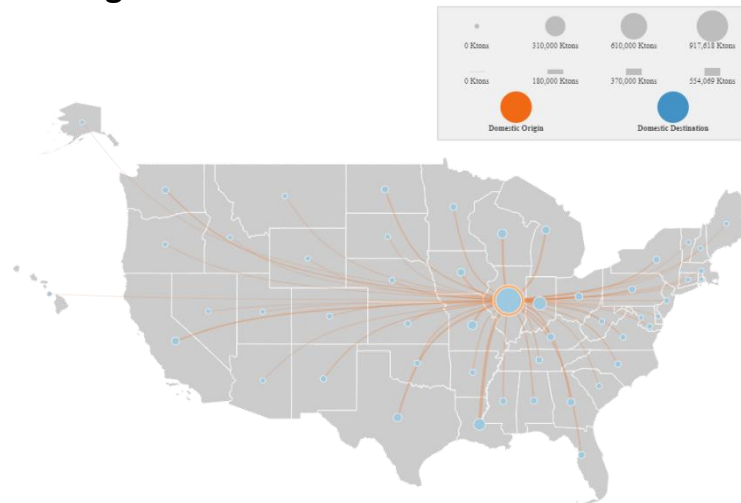 0 Ktons 310,000 Ktons 610,000 Ktons 917,618 Ktons
0 Ktons 180,000 Ktons 370,000 Ktons 554,069 Ktons
Domestic Origin Domestic Destination